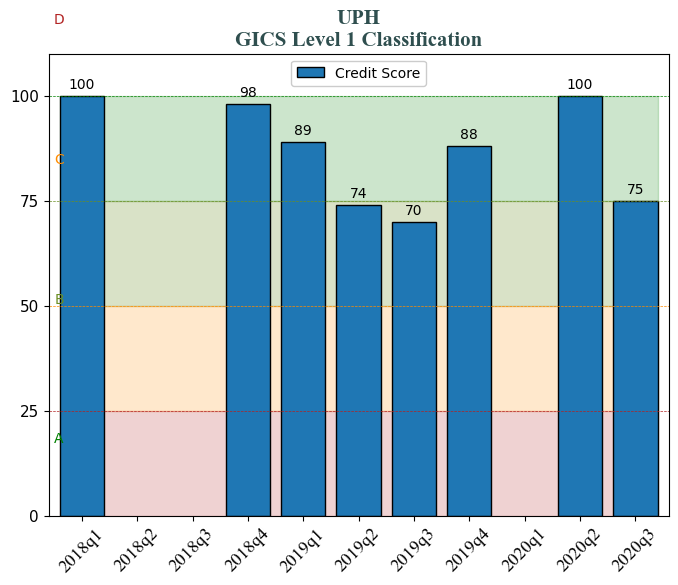 D
UPH
GICS Level 1 Classification
Credit Score
100
100
98
100
89
88
C
75
74
75
70
50
B
25
A
0
2018q1
2018q2
2018q3
2018q4
2019q1
2019q2
2019q3
2019q4
2020q1
2020q2
2020q3